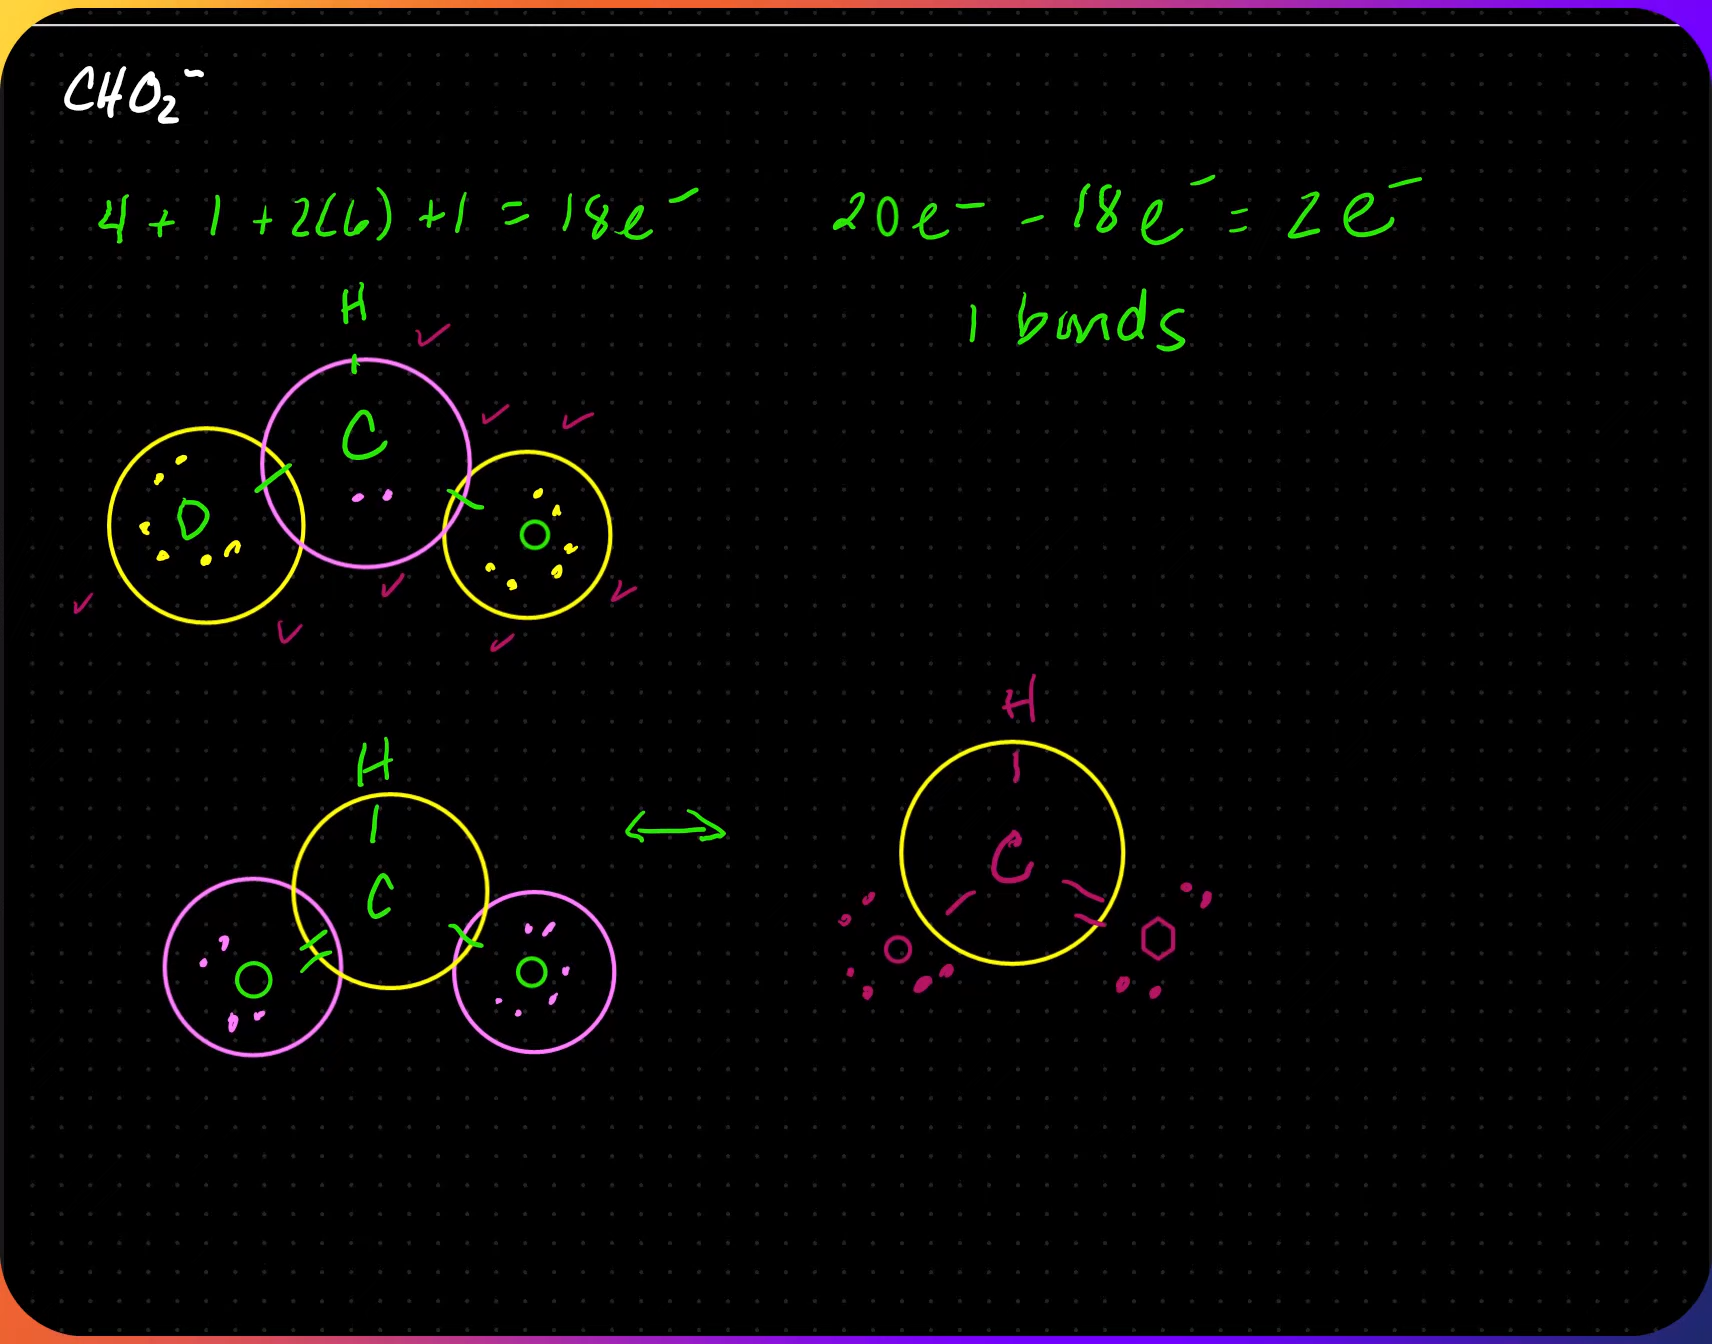 CHO₂⁻
4 + 1 + 2(6) + 1 = 18e⁻
20e⁻ - 18e⁻ = 2e⁻
1 bonds
H
C
O O
H
C
O O
H
C
O O